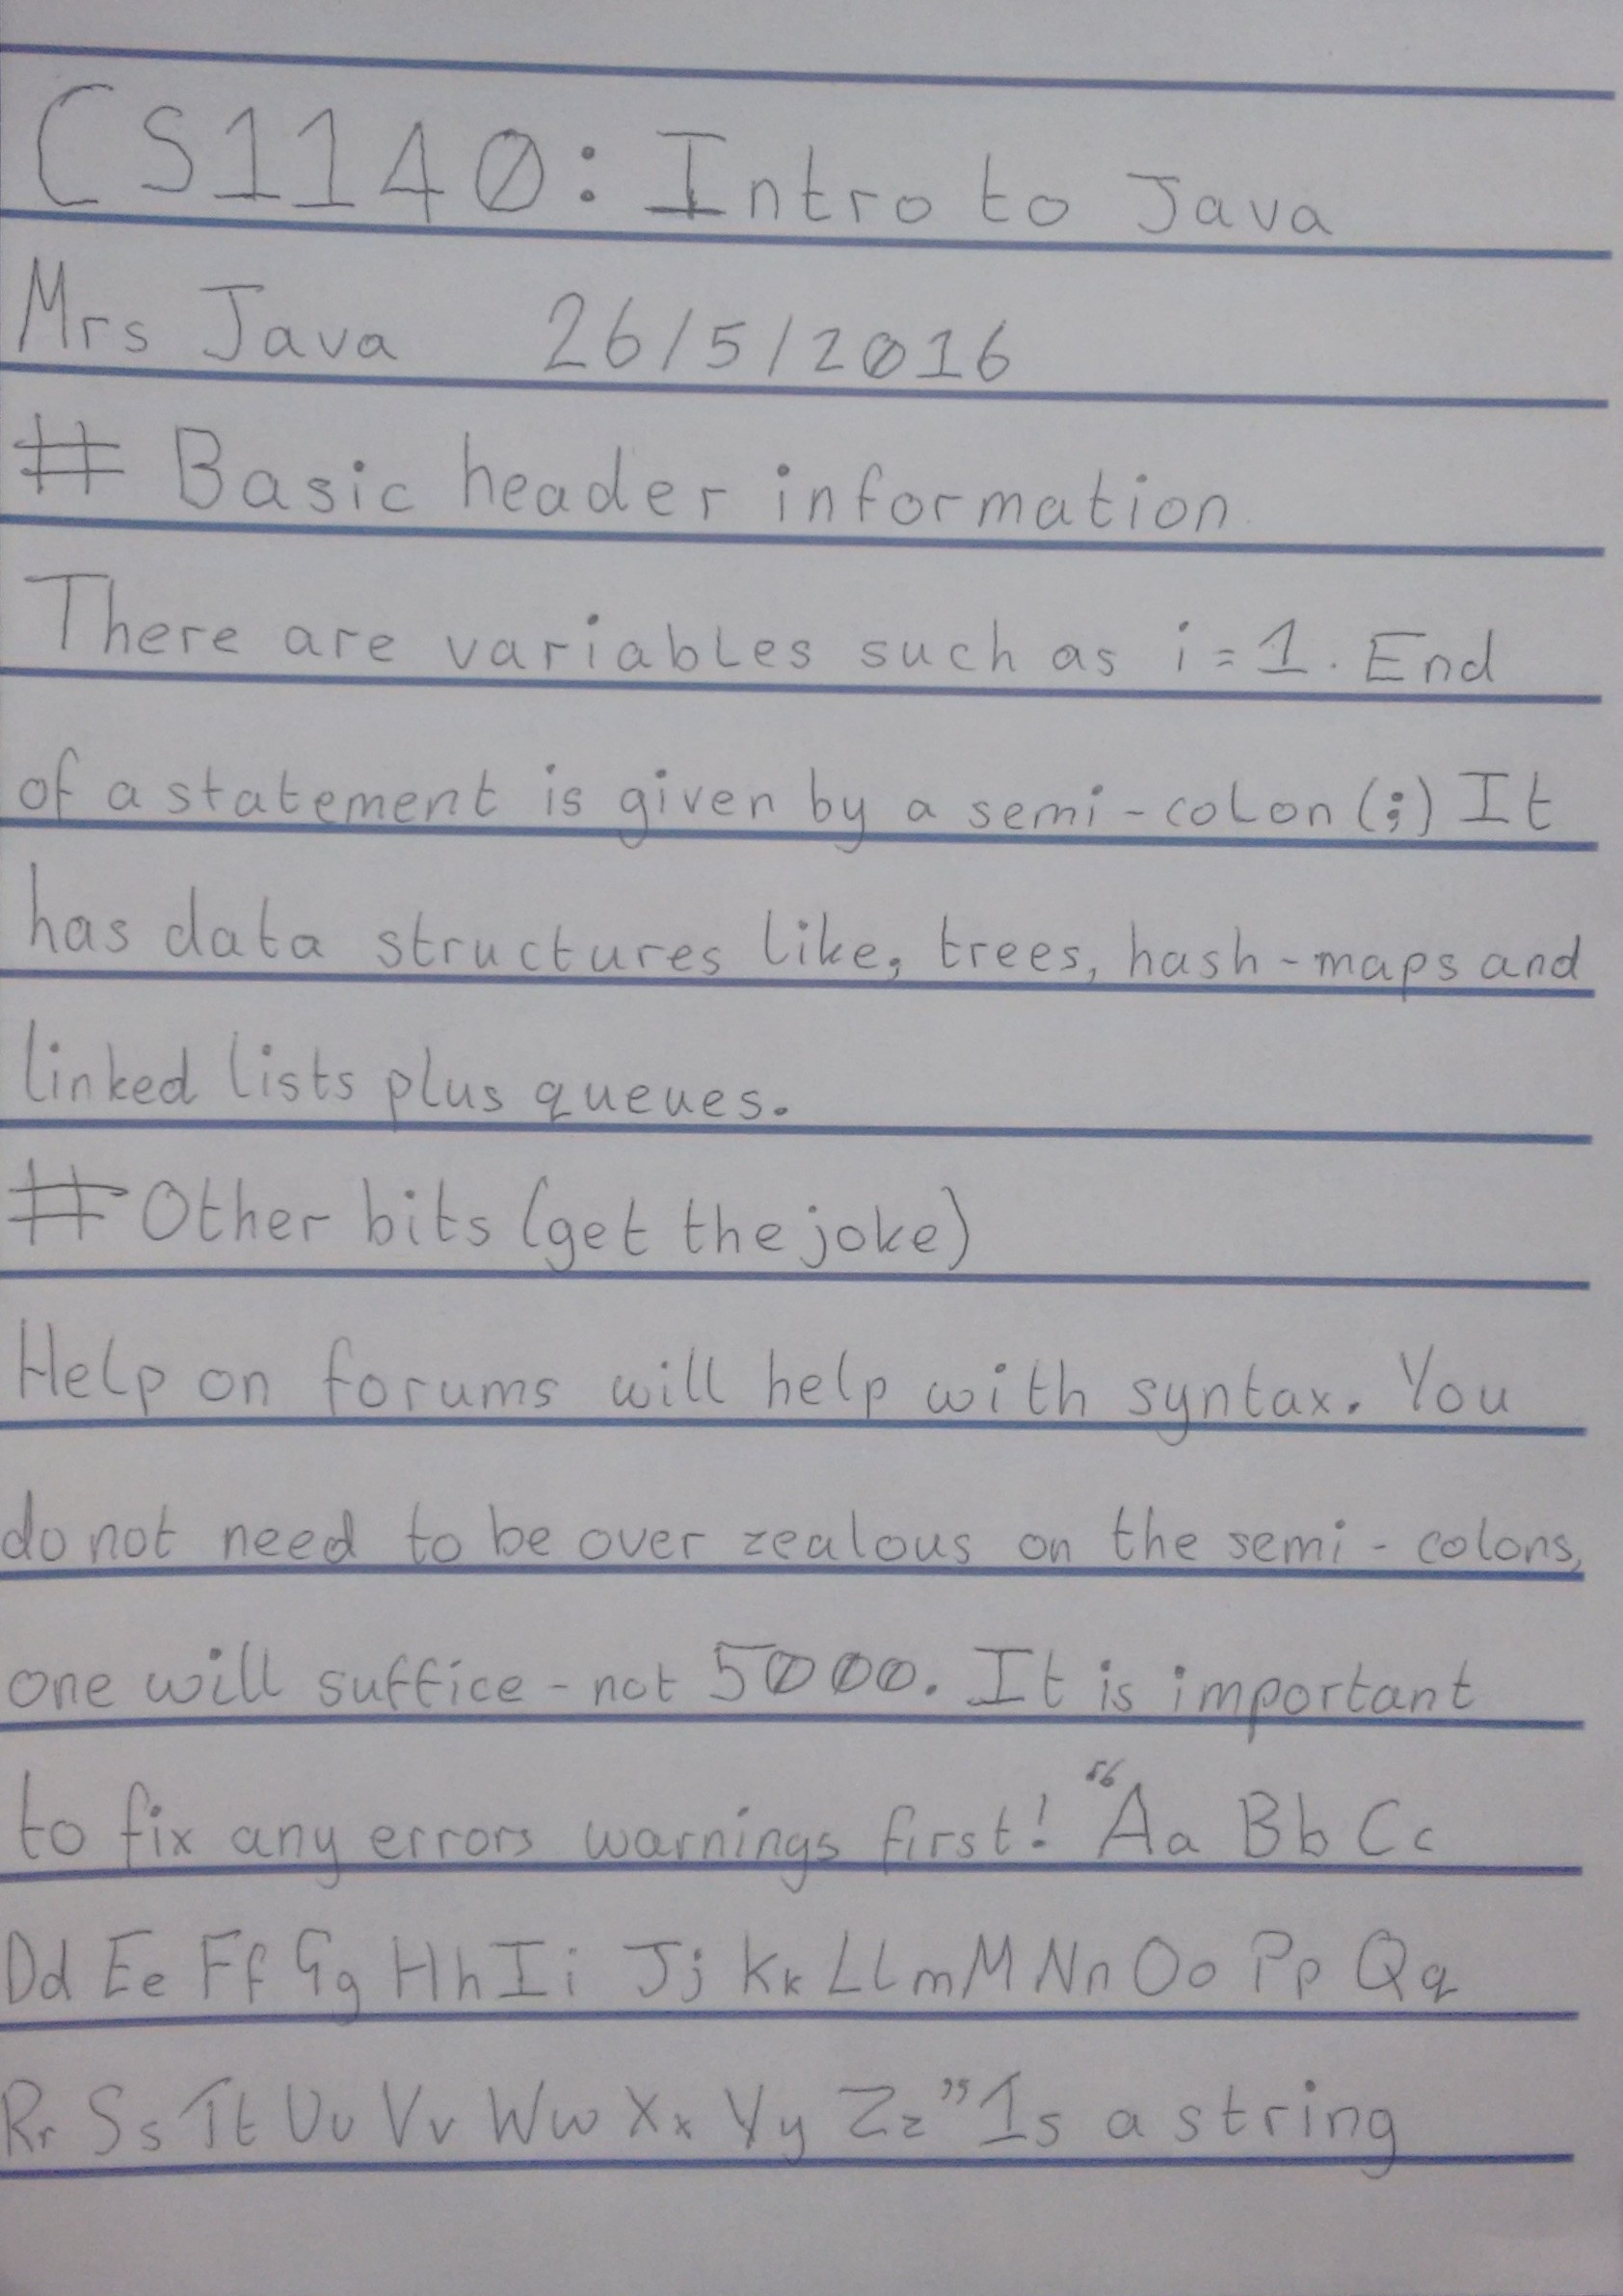 CS1140: Intro to Java
Mrs Java 26/5/2016
# Basic header information
There are variables such as i=1. End
of a statement is given by a semi-colon(;) It
has data structures like, trees, hash-maps and
linked lists plus queues.
# Other bits (get the joke)
Help on forums will help with syntax. You
do not need to be over zealous on the semi-colons,
one will suffice - not 5000. It is important
to fix any errors warnings first! “Aa Bb Cc
Dd Ee Ff Gg Hh Ii Jj Kk Ll mM Nn Oo Pp Qq
Rr Ss Tt Uu Vv Ww Xx Yy Zz” Is a string